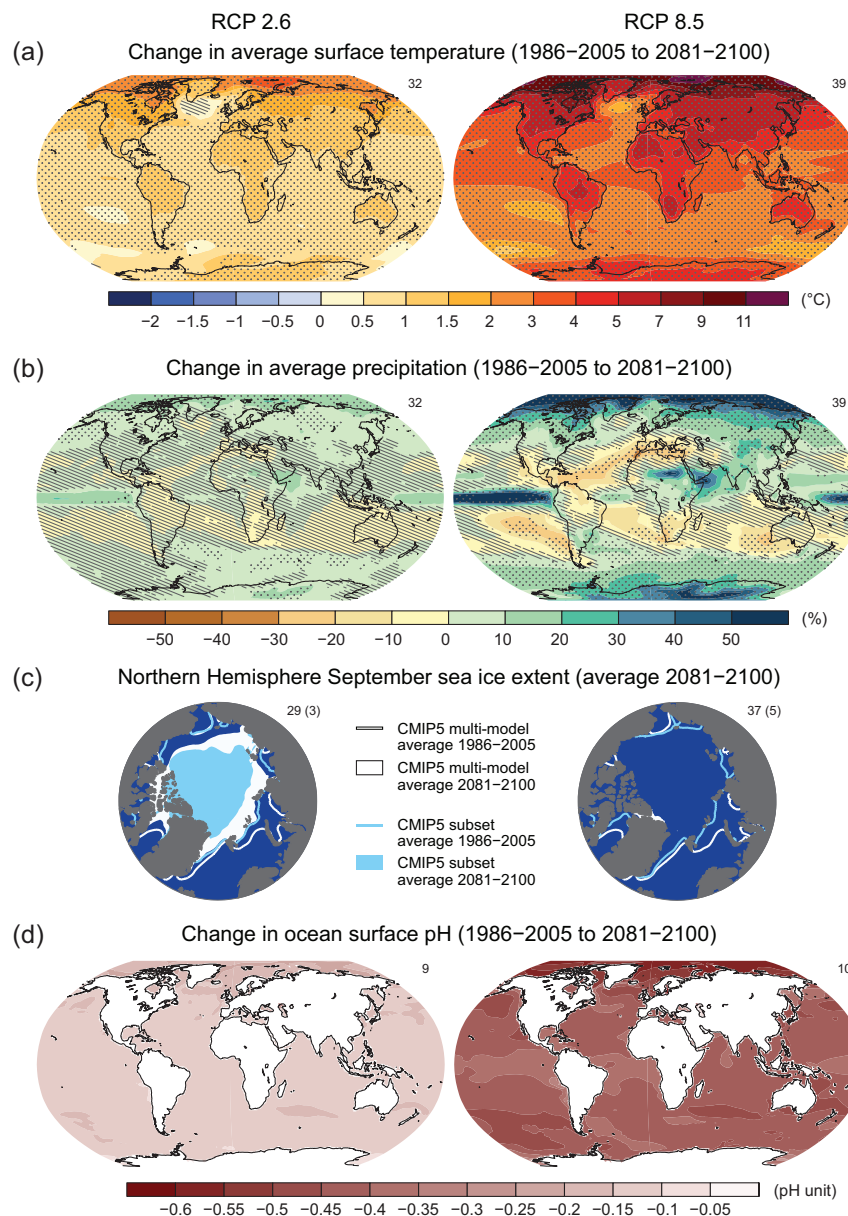 RCP 2.6 RCP 8.5
(a) Change in average surface temperature (1986−2005 to 2081−2100)
32 39
(°C)
−2 −1.5 −1 −0.5 0 0.5 1 1.5 2 3 4 5 7 9 11
(b) Change in average precipitation (1986−2005 to 2081−2100)
32 39
(%)
−50 −40 −30 −20 −10 0 10 20 30 40 50
(c) Northern Hemisphere September sea ice extent (average 2081−2100)
29 (3) 37 (5)
CMIP5 multi-model
average 1986−2005
CMIP5 multi-model
average 2081−2100
CMIP5 subset
average 1986−2005
CMIP5 subset
average 2081−2100
(d) Change in ocean surface pH (1986−2005 to 2081−2100)
9 10
(pH unit)
−0.6 −0.55 −0.5 −0.45 −0.4 −0.35 −0.3 −0.25 −0.2 −0.15 −0.1 −0.05